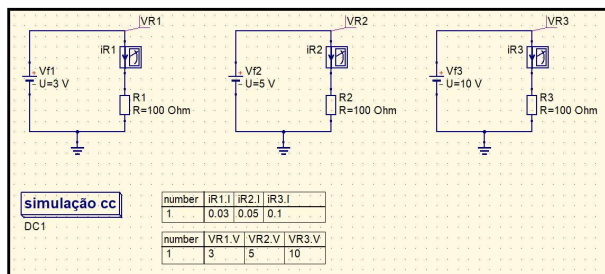 VR1
VR2
VR3
iR1
iR2
iR3
Vf1
U=3 V
Vf2
U=5 V
Vf3
U=10 V
R1
R=100 Ohm
R2
R=100 Ohm
R3
R=100 Ohm
simulação cc
DC1
number iR1.I iR2.I iR3.I
1 0.03 0.05 0.1
number VR1.V VR2.V VR3.V
1 3 5 10